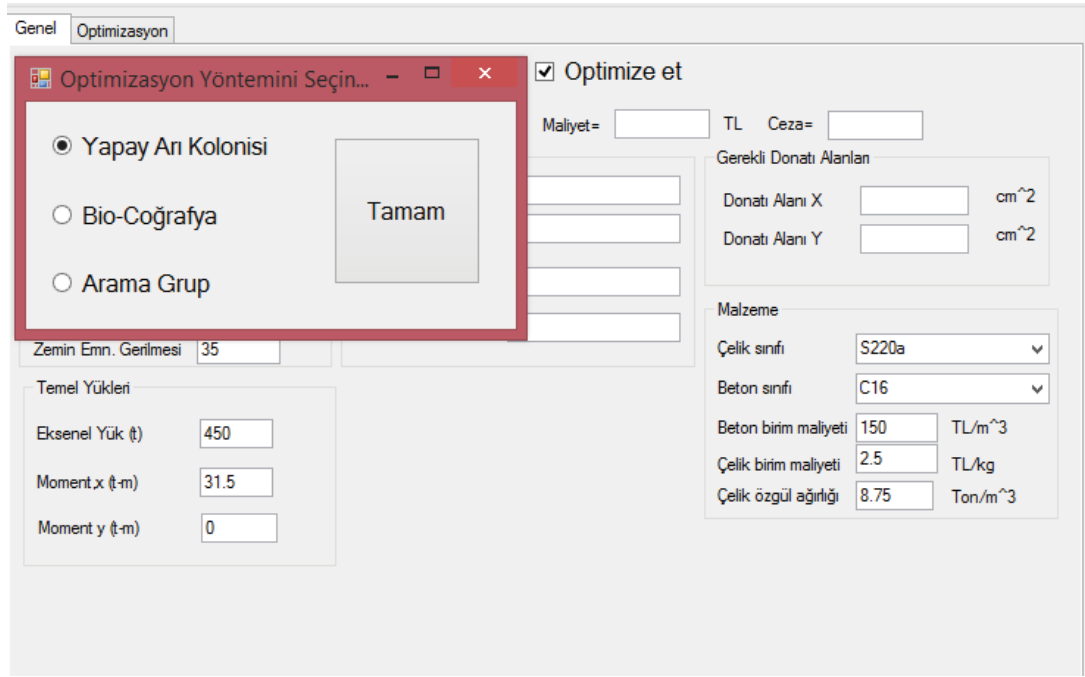 Genel Optimizasyon
Optimizasyon Yöntemini Seçin...
Optimize et
Yapay Arı Kolonisi
Bio-Coğrafya
Arama Grup
Tamam
Maliyet= TL Ceza=
Gerekli Donatı Alanları
Donatı Alanı X cm^2
Donatı Alanı Y cm^2
Zemin Emn. Gerilmesi 35
Temel Yükleri
Eksenel Yük (t) 450
Moment,x (t-m) 31.5
Moment y (t-m) 0
Malzeme
Çelik sınıfı S220a
Beton sınıfı C16
Beton birim maliyeti 150 TL/m^3
Çelik birim maliyeti 2.5 TL/kg
Çelik özgül ağırlığı 8.75 Ton/m^3